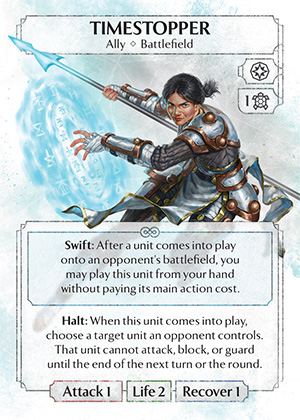 TIMESTOPPER
Ally ⬦ Battlefield
1
Swift: After a unit comes into play
onto an opponent's battlefield, you
may play this unit from your hand
without paying its main action cost.
Halt: When this unit comes into play,
choose a target unit an opponent controls.
That unit cannot attack, block, or guard
until the end of the next turn or the round.
Attack 1 Life 2 Recover 1